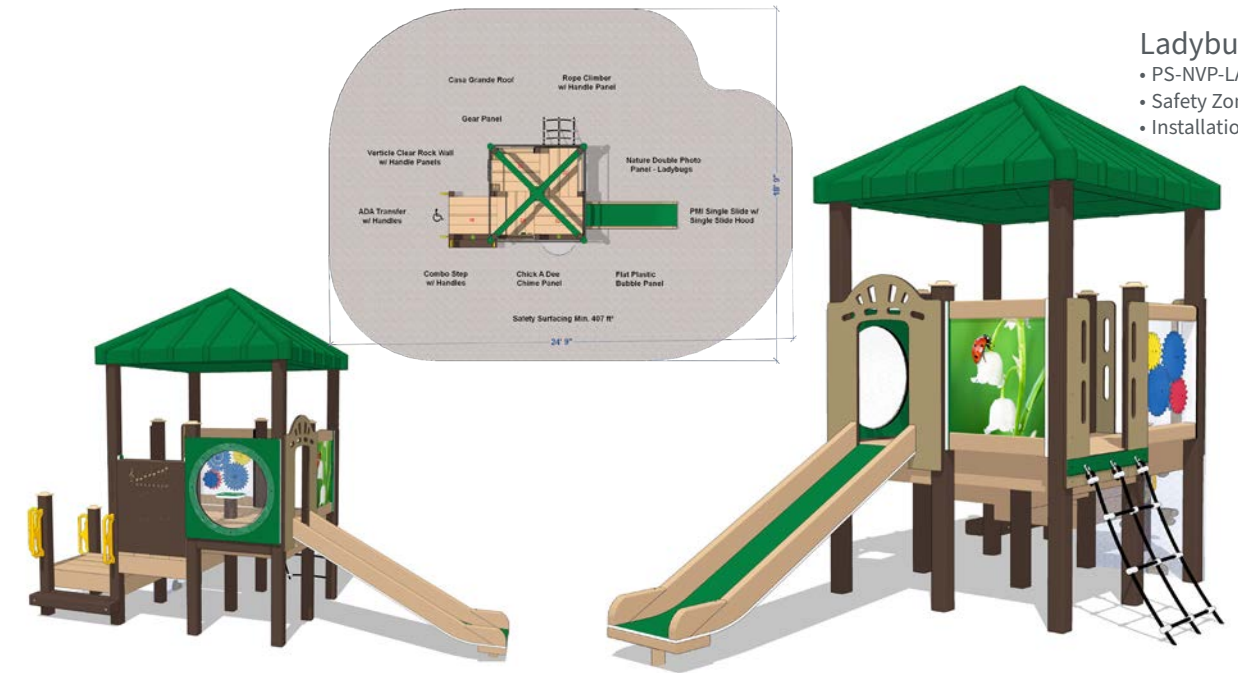 Casa Grande Roof
Rope Climber
w/ Handle Panel
Gear Panel
Verticle Clear Rock Wall
w/ Handle Panels
Nature Double Photo
Panel - Ladybugs
ADA Transfer
w/ Handles
PMI Single Slide w/
Single Slide Hood
Combo Step
w/ Handles
Chick A Dee
Chime Panel
Flat Plastic
Bubble Panel
Safety Surfacing Min. 407 ft²
24' 9"
18' 9"
Ladybu
• PS-NVP-LA
• Safety Zon
• Installatio